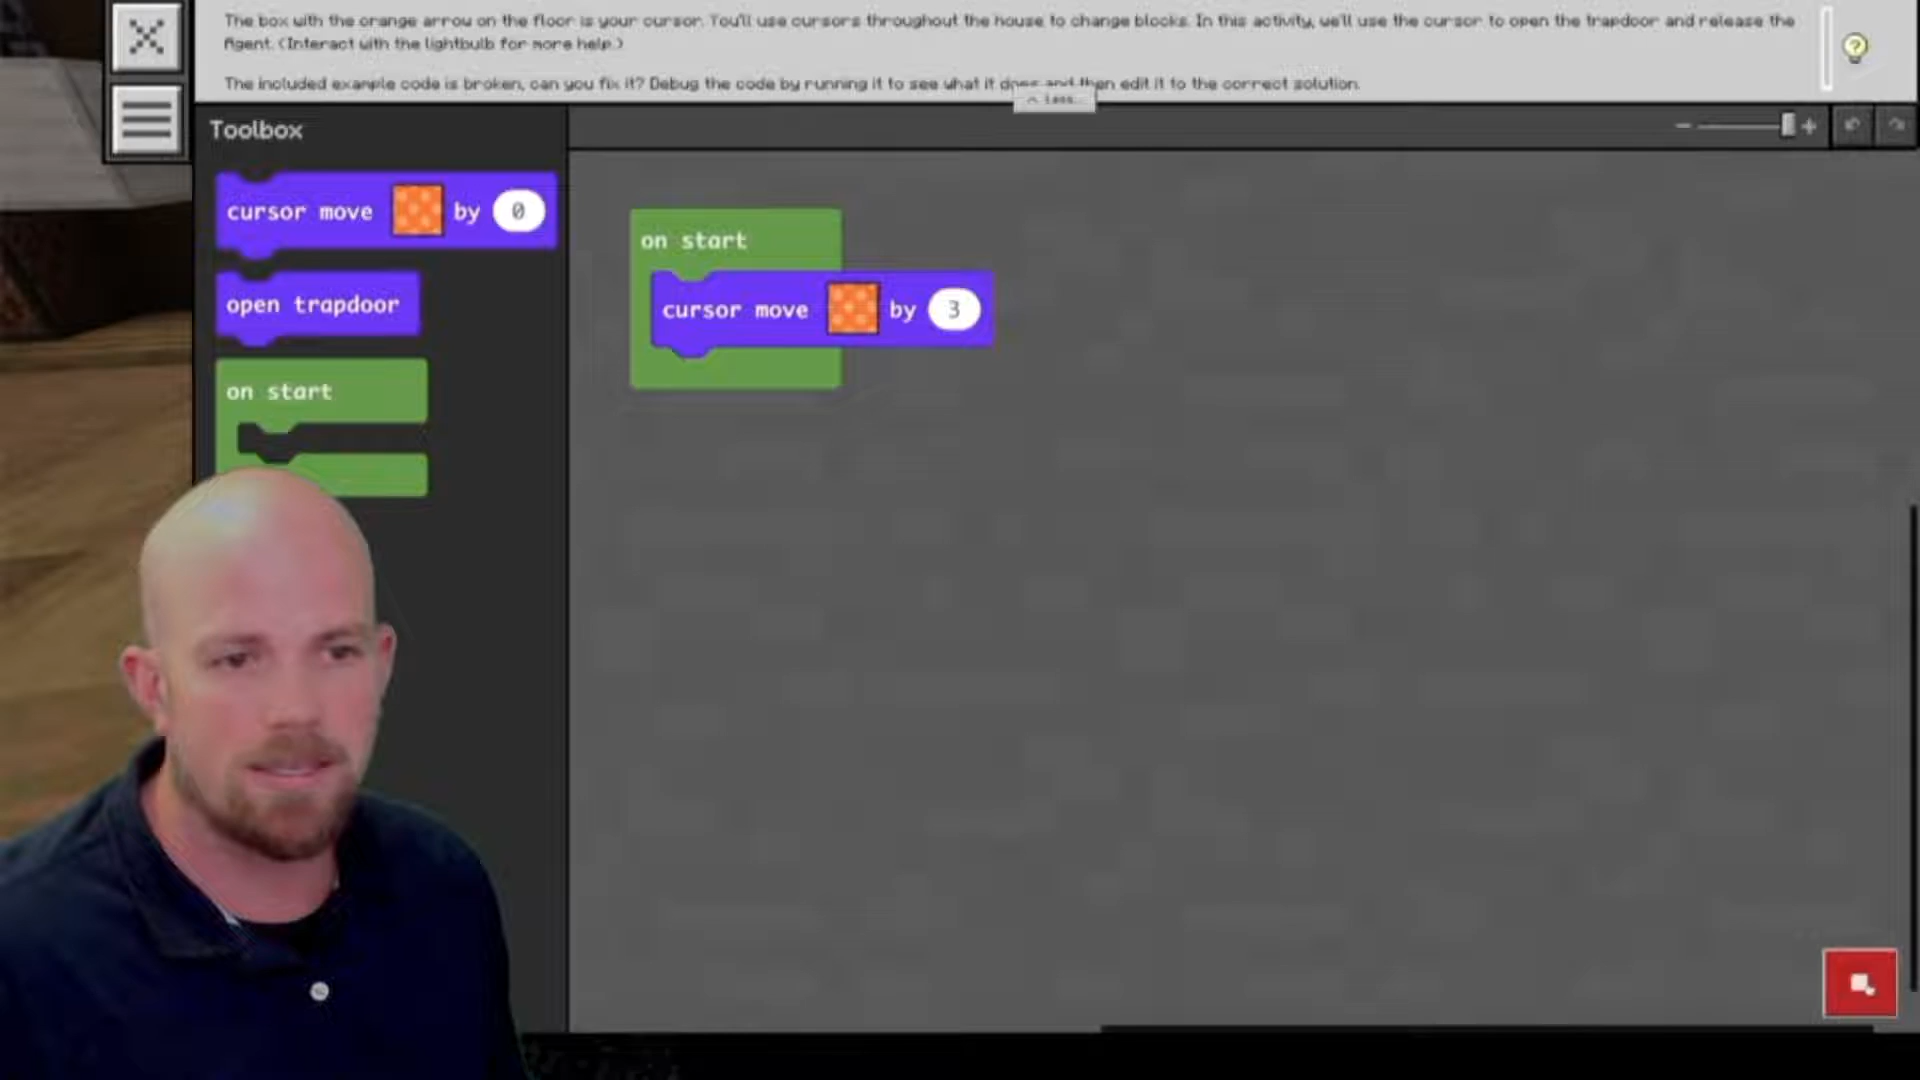 The box with the orange arrow on the floor is your cursor. You'll use cursors throughout the house to change blocks. In this activity, we'll use the cursor to open the trapdoor and release the
Agent. (Interact with the lightbulb for more help.)
The included example code is broken, can you fix it? Debug the code by running it to see what it does and then edit it to the correct solution.
Less...
Toolbox
cursor move by 0
open trapdoor
on start
on start
cursor move by 3